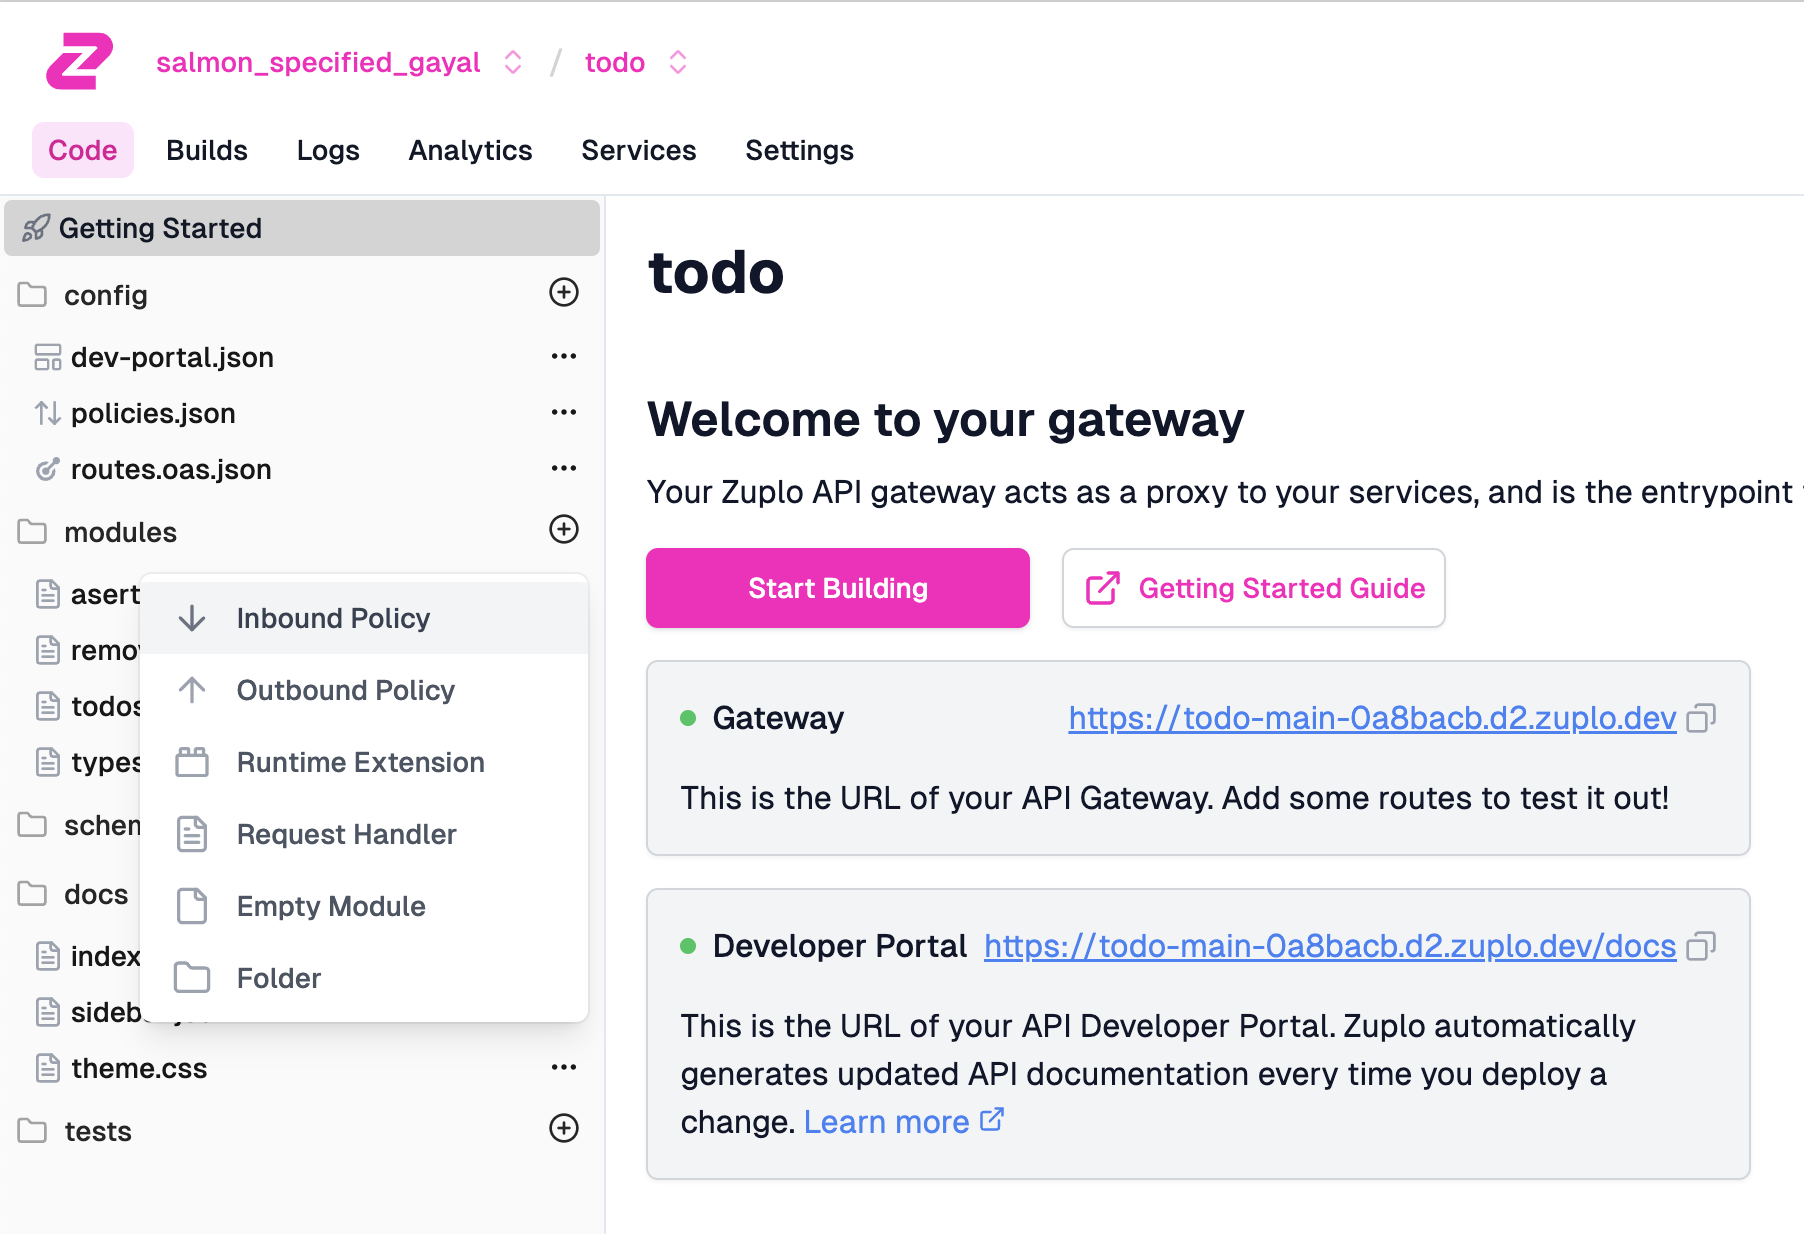 salmon_specified_gayal / todo
Code Builds Logs Analytics Services Settings
Getting Started
config
dev-portal.json
policies.json
routes.oas.json
modules
Inbound Policy
Outbound Policy
Runtime Extension
Request Handler
Empty Module
Folder
docs
index
theme.css
tests
todo
Welcome to your gateway
Your Zuplo API gateway acts as a proxy to your services, and is the entrypoint
Start Building
Getting Started Guide
Gateway https://todo-main-0a8bacb.d2.zuplo.dev
This is the URL of your API Gateway. Add some routes to test it out!
Developer Portal https://todo-main-0a8bacb.d2.zuplo.dev/docs
This is the URL of your API Developer Portal. Zuplo automatically
generates updated API documentation every time you deploy a
change. Learn more